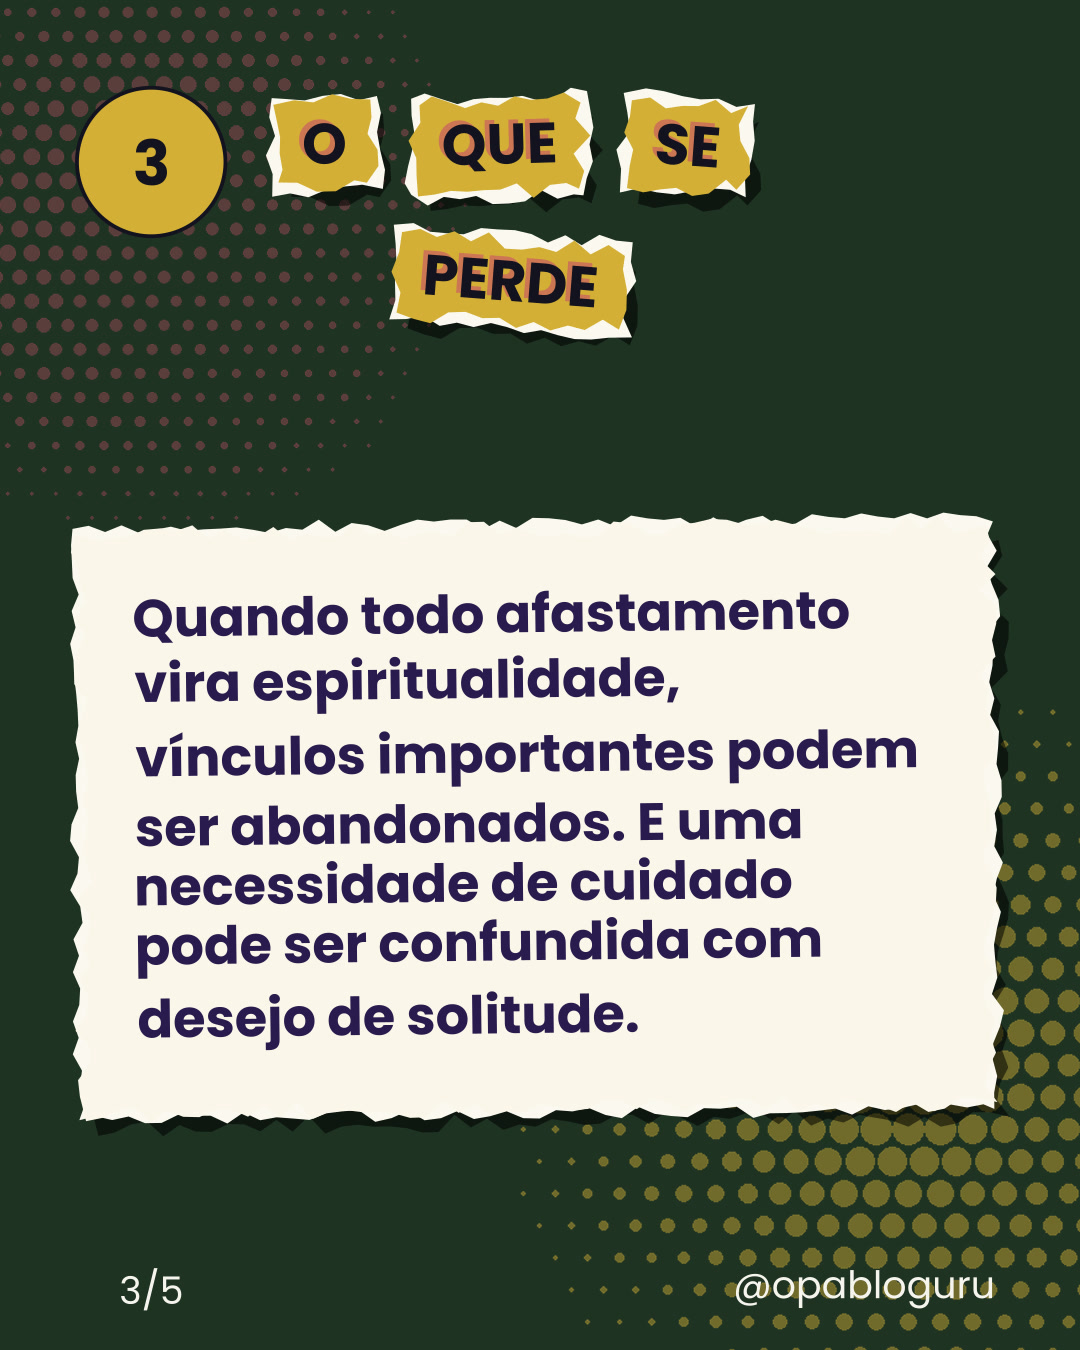 3
O QUE SE
PERDE
Quando todo afastamento
vira espiritualidade,
vínculos importantes podem
ser abandonados. E uma
necessidade de cuidado
pode ser confundida com
desejo de solitude.
3/5
@opabloguru